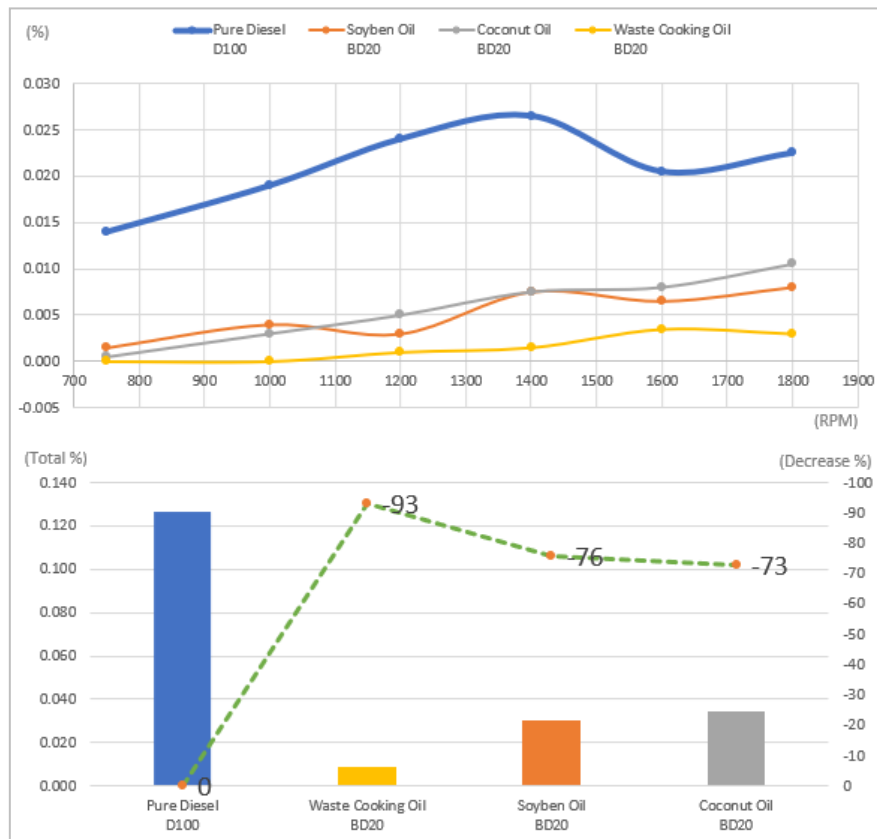 (%)
Pure Diesel Soyben Oil Coconut Oil Waste Cooking Oil
D100 BD20 BD20 BD20
0.030
0.025
0.020
0.015
0.010
0.005
0.000
700 800 900 1000 1100 1200 1300 1400 1500 1600 1700 1800 1900
-0.005
(RPM)
(Total %) (Decrease %)
0.140 -100
-90
0.120 -93
-80
0.100 -76 -73
-70
0.080
-60
0.060 -50
-40
0.040
-30
0.020 -20
-10
0.000 0 0
Pure Diesel Waste Cooking Oil Soyben Oil Coconut Oil
D100 BD20 BD20 BD20